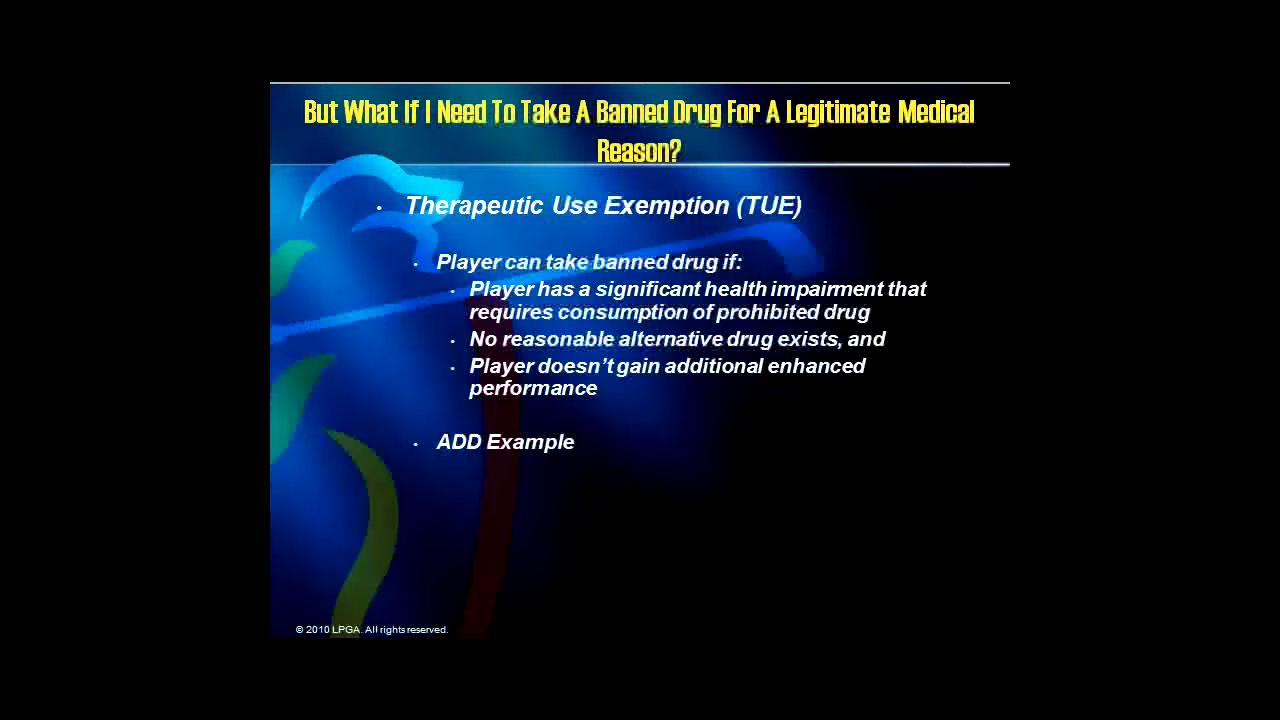 But What If I Need To Take A Banned Drug For A Legitimate Medical
Reason?
• Therapeutic Use Exemption (TUE)
• Player can take banned drug if:
• Player has a significant health impairment that
requires consumption of prohibited drug
• No reasonable alternative drug exists, and
• Player doesn't gain additional enhanced
performance
• ADD Example
© 2010 LPGA. All rights reserved.